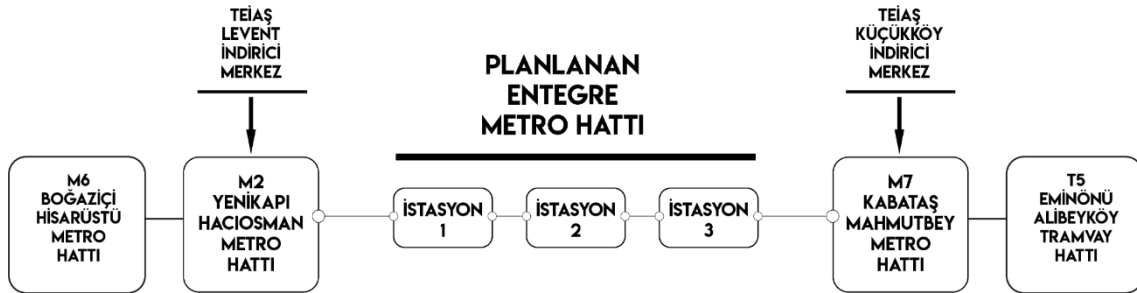 TEİAŞ
LEVENT
İNDİRİCİ
MERKEZ
PLANLANAN
ENTEGRE
METRO HATTI
TEİAŞ
KÜÇÜKKÖY
İNDİRİCİ
MERKEZ
M6
BOĞAZİÇİ
HİSARÜSTÜ
METRO
HATTI
M2
YENİKAPI
HACIOSMAN
METRO
HATTI
İSTASYON
1
İSTASYON
2
İSTASYON
3
M7
KABATAŞ
MAHMUTBEY
METRO
HATTI
T5
EMİNÖNÜ
ALİBEYKÖY
TRAMVAY
HATTI